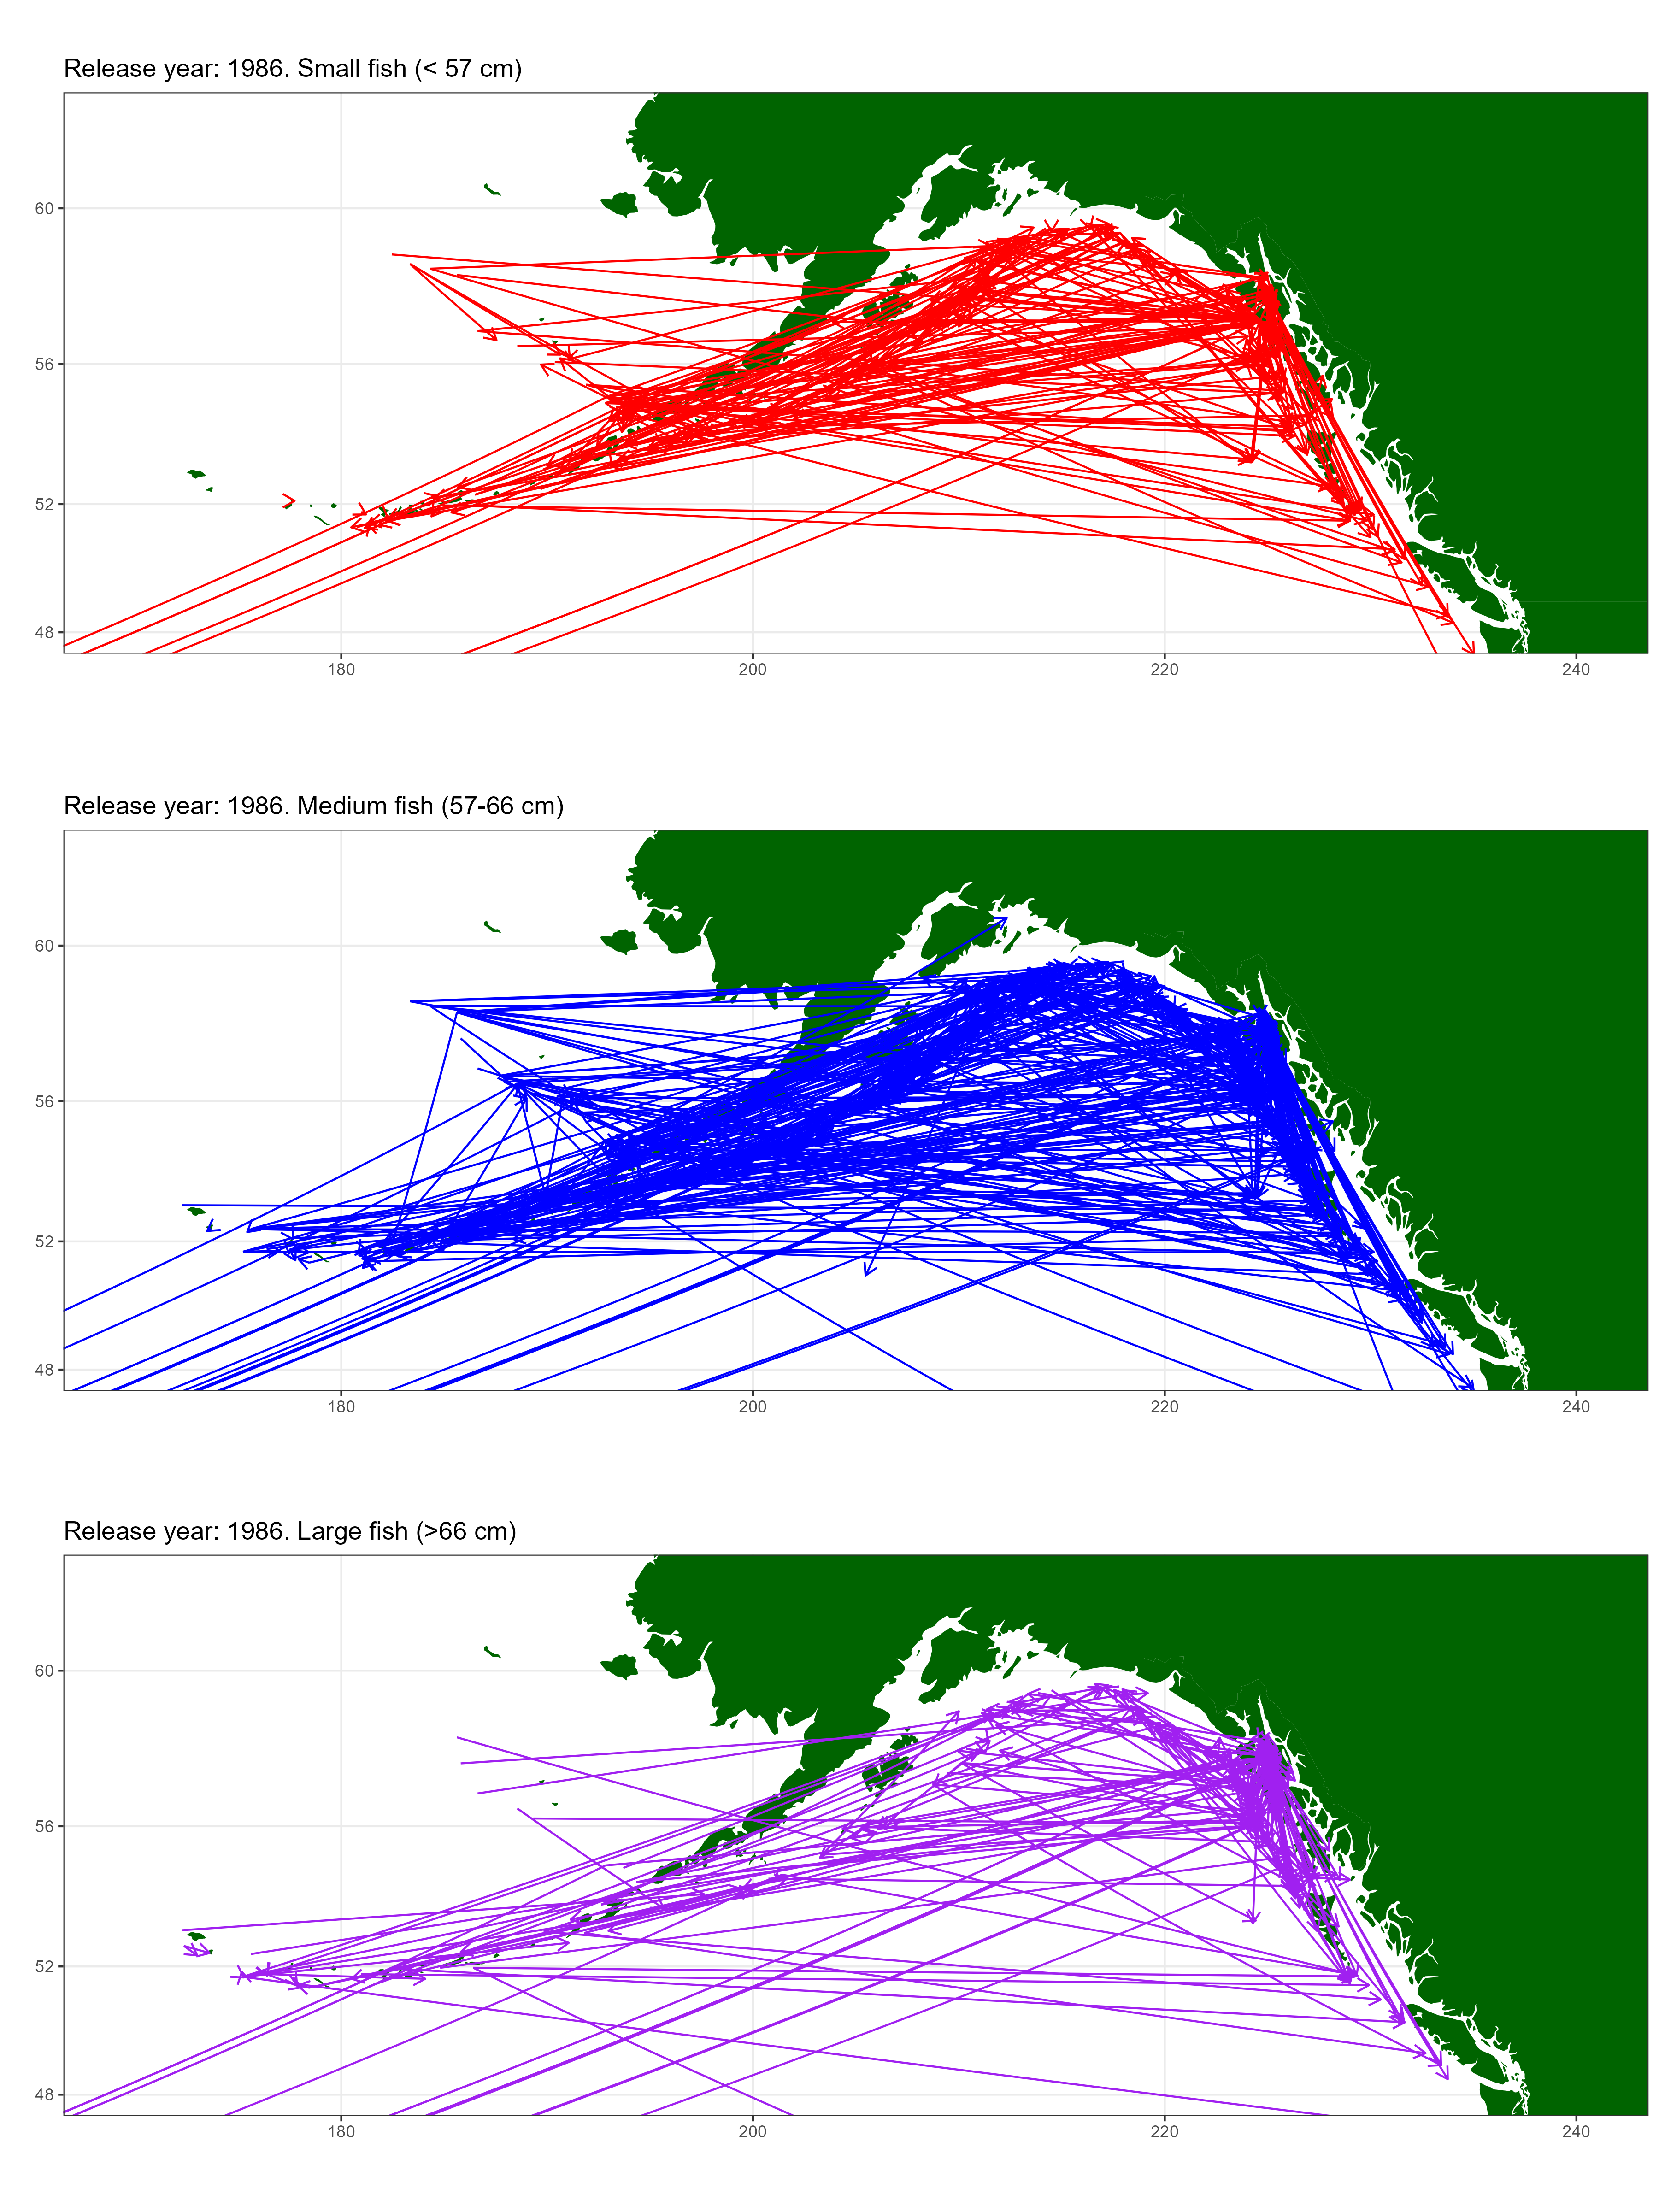 Release year: 1986. Small fish (< 57 cm)
60
56
52
48
180 200 220 240
Release year: 1986. Medium fish (57-66 cm)
60
56
52
48
180 200 220 240
Release year: 1986. Large fish (>66 cm)
60
56
52
48
180 200 220 240